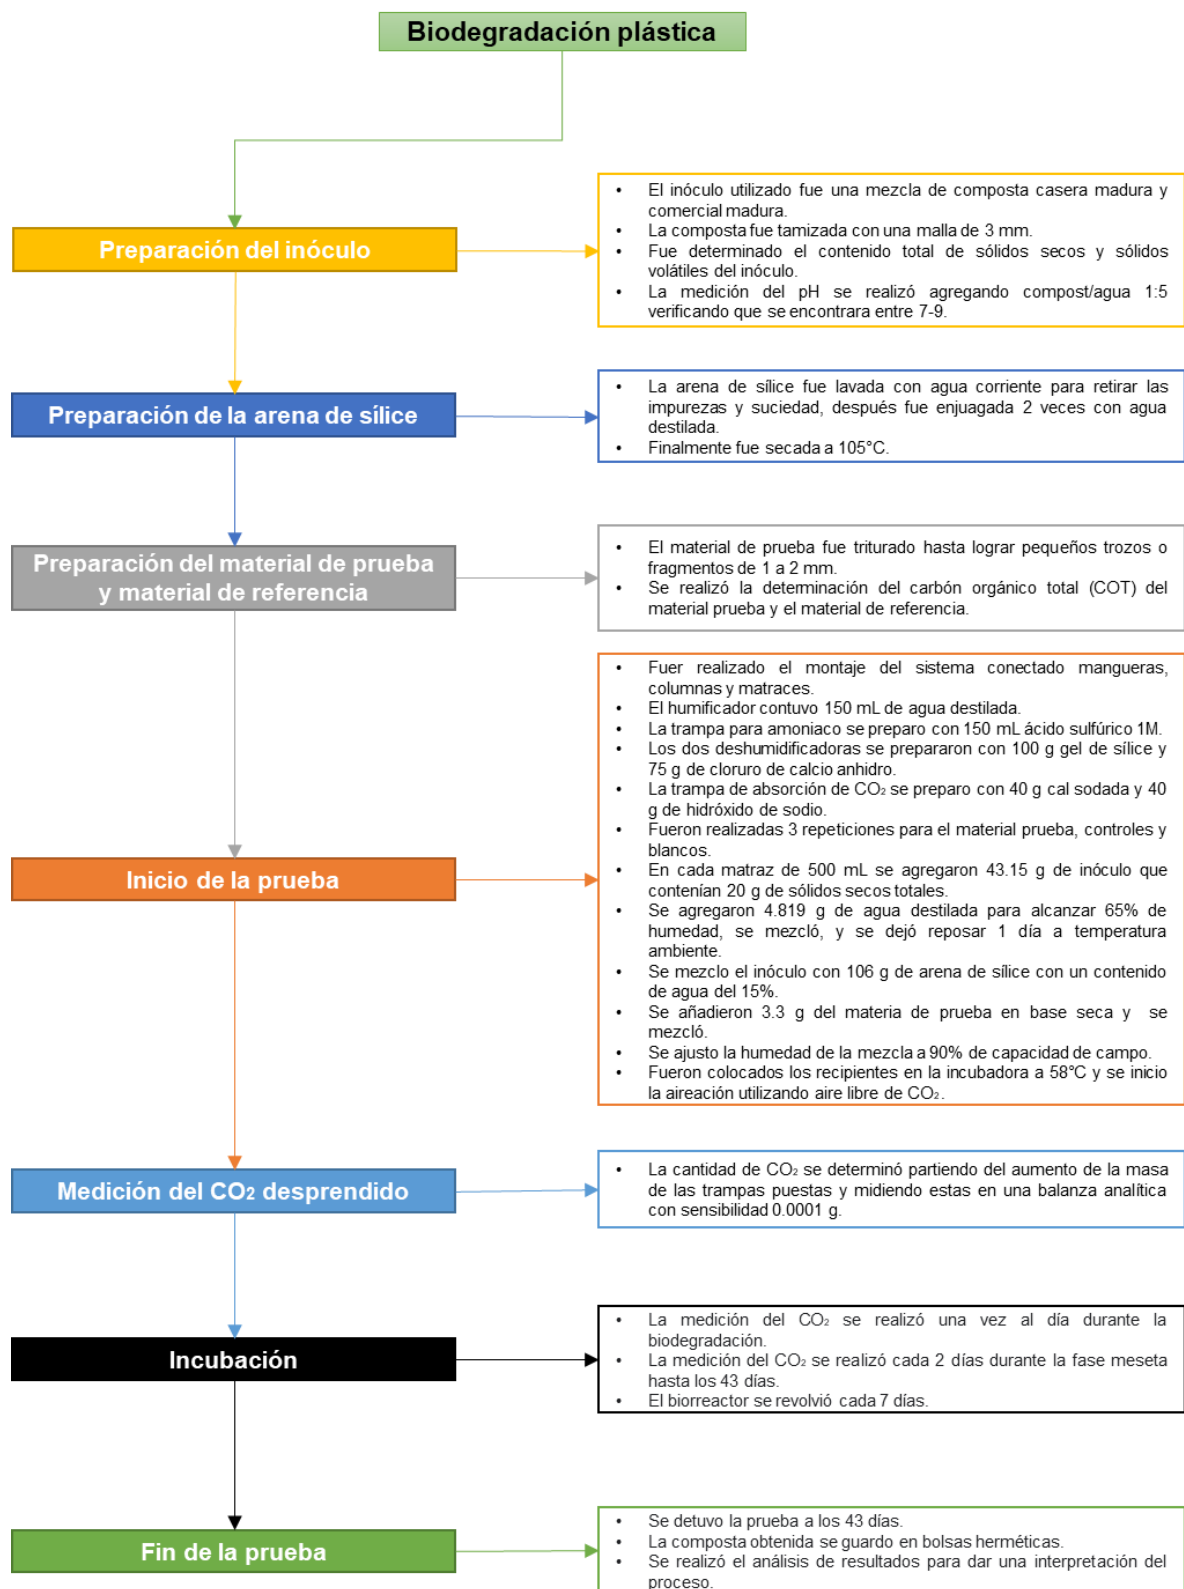 Biodegradación plástica
Preparación del inóculo
• El inóculo utilizado fue una mezcla de composta casera madura y
comercial madura.
• La composta fue tamizada con una malla de 3 mm.
• Fue determinado el contenido total de sólidos secos y sólidos
volátiles del inóculo.
• La medición del pH se realizó agregando compost/agua 1:5
verificando que se encontrara entre 7-9.
Preparación de la arena de sílice
• La arena de sílice fue lavada con agua corriente para retirar las
impurezas y suciedad, después fue enjuagada 2 veces con agua
destilada.
• Finalmente fue secada a 105°C.
Preparación del material de prueba
y material de referencia
• El material de prueba fue triturado hasta lograr pequeños trozos o
fragmentos de 1 a 2 mm.
• Se realizó la determinación del carbón orgánico total (COT) del
material prueba y el material de referencia.
Inicio de la prueba
• Fuer realizado el montaje del sistema conectado mangueras,
columnas y matraces.
• El humificador contuvo 150 mL de agua destilada.
• La trampa para amoniaco se preparo con 150 mL ácido sulfúrico 1M.
• Los dos deshumidificadoras se prepararon con 100 g gel de sílice y
75 g de cloruro de calcio anhidro.
• La trampa de absorción de CO₂ se preparo con 40 g cal sodada y 40
g de hidróxido de sodio.
• Fueron realizadas 3 repeticiones para el material prueba, controles y
blancos.
• En cada matraz de 500 mL se agregaron 43.15 g de inóculo que
contenían 20 g de sólidos secos totales.
• Se agregaron 4.819 g de agua destilada para alcanzar 65% de
humedad, se mezcló, y se dejó reposar 1 día a temperatura
ambiente.
• Se mezclo el inóculo con 106 g de arena de sílice con un contenido
de agua del 15%.
• Se añadieron 3.3 g del materia de prueba en base seca y se
mezcló.
• Se ajusto la humedad de la mezcla a 90% de capacidad de campo.
• Fueron colocados los recipientes en la incubadora a 58°C y se inicio
la aireación utilizando aire libre de CO₂.
Medición del CO₂ desprendido
• La cantidad de CO₂ se determinó partiendo del aumento de la masa
de las trampas puestas y midiendo estas en una balanza analítica
con sensibilidad 0.0001 g.
Incubación
• La medición del CO₂ se realizó una vez al día durante la
biodegradación.
• La medición del CO₂ se realizó cada 2 días durante la fase meseta
hasta los 43 días.
• El biorreactor se revolvió cada 7 días.
Fin de la prueba
• Se detuvo la prueba a los 43 días.
• La composta obtenida se guardo en bolsas herméticas.
• Se realizó el análisis de resultados para dar una interpretación del
proceso.